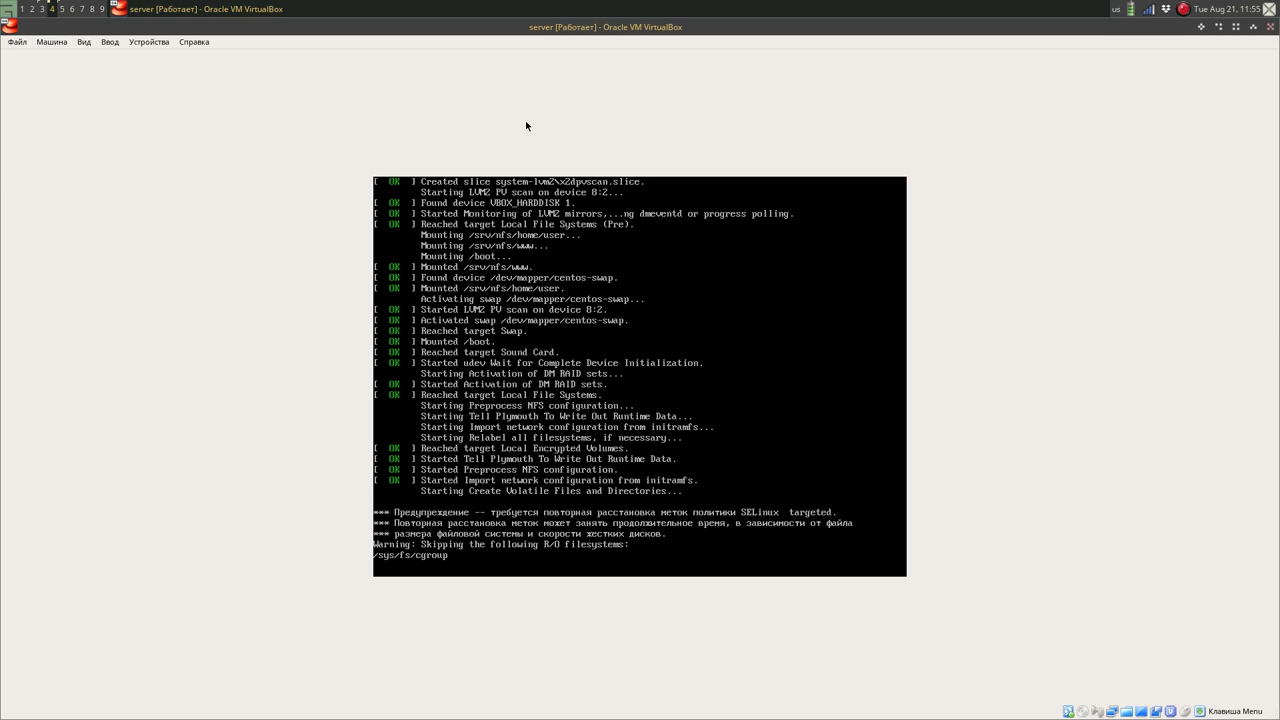 1 2 3 4 5 6 7 8 9 server [Работает] - Oracle VM VirtualBox us Tue Aug 21, 11:55
server [Работает] - Oracle VM VirtualBox
Файл Машина Вид Ввод Устройства Справка
[  OK  ] Created slice system-lvm2\x2dpvscan.slice.
Starting LVM2 PV scan on device 8:2...
[  OK  ] Found device VBOX_HARDDISK 1.
[  OK  ] Started Monitoring of LVM2 mirrors,...ng dmeventd or progress polling.
[  OK  ] Reached target Local File Systems (Pre).
Mounting /srv/nfs/home/user...
Mounting /srv/nfs/www...
Mounting /boot...
[  OK  ] Mounted /srv/nfs/www.
[  OK  ] Found device /dev/mapper/centos-swap.
[  OK  ] Mounted /srv/nfs/home/user.
Activating swap /dev/mapper/centos-swap...
[  OK  ] Started LVM2 PV scan on device 8:2.
[  OK  ] Activated swap /dev/mapper/centos-swap.
[  OK  ] Reached target Swap.
[  OK  ] Mounted /boot.
[  OK  ] Reached target Sound Card.
[  OK  ] Started udev Wait for Complete Device Initialization.
Starting Activation of DM RAID sets...
[  OK  ] Started Activation of DM RAID sets.
[  OK  ] Reached target Local File Systems.
Starting Preprocess NFS configuration...
Starting Tell Plymouth To Write Out Runtime Data...
Starting Import network configuration from initramfs...
Starting Relabel all filesystems, if necessary...
[  OK  ] Reached target Local Encrypted Volumes.
[  OK  ] Started Tell Plymouth To Write Out Runtime Data.
[  OK  ] Started Preprocess NFS configuration.
[  OK  ] Started Import network configuration from initramfs.
Starting Create Volatile Files and Directories...
*** Предупреждение -- требуется повторная расстановка меток политики SELinux  targeted.
*** Повторная расстановка меток может занять продолжительное время, в зависимости от файла
*** размера файловой системы и скорости жестких дисков.
Warning: Skipping the following R/O filesystems:
/sys/fs/cgroup
Клавиша Menu